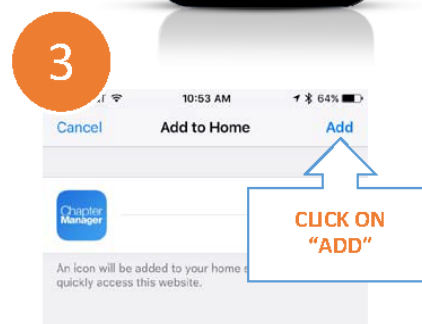 3
10:53 AM
64%
Cancel
Add to Home
Add
Chapter
Manager
CLICK ON
"ADD"
An icon will be added to your home
quickly access this website.